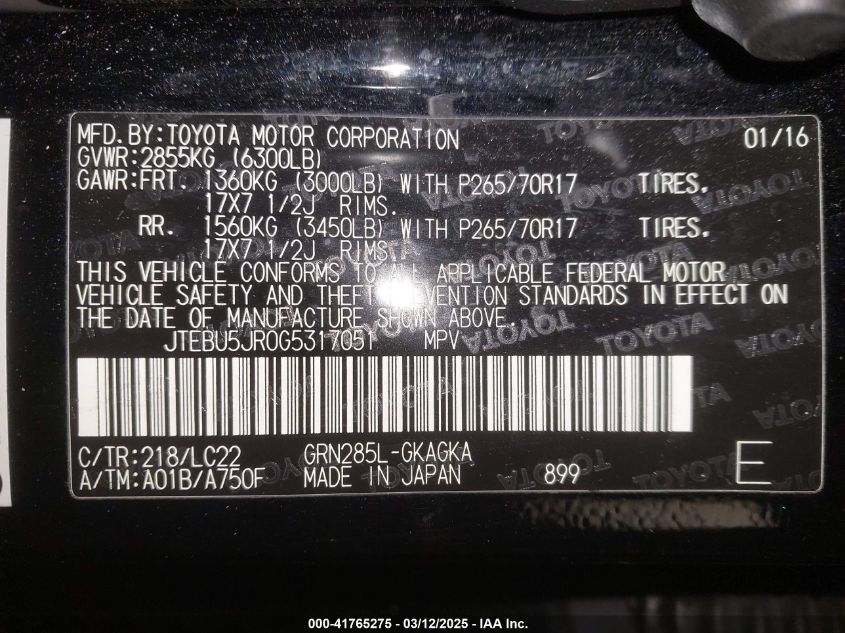 MFD.BY:TOYOTA MOTOR CORPORATION 01/16
GVWR:2855KG (6300LB)
GAWR:FRT. 1360KG (3000LB) WITH P265/70R17 TIRES.
17X7 1/2J RIMS.
RR. 1560KG (3450LB) WITH P265/70R17 TIRES.
17X7 1/2J RIMS.
THIS VEHICLE CONFORMS TO ALL APPLICABLE FEDERAL MOTOR
VEHICLE SAFETY AND THEFT PREVENTION STANDARDS IN EFFECT ON
THE DATE OF MANUFACTURE SHOWN ABOVE.
JTEBU5JR0G5317051 MPV
C/TR:218/LC22 GRN285L-GKAGKA
A/TM:A01B/A750F MADE IN JAPAN 899 E
000-41765275 - 03/12/2025 - IAA Inc.